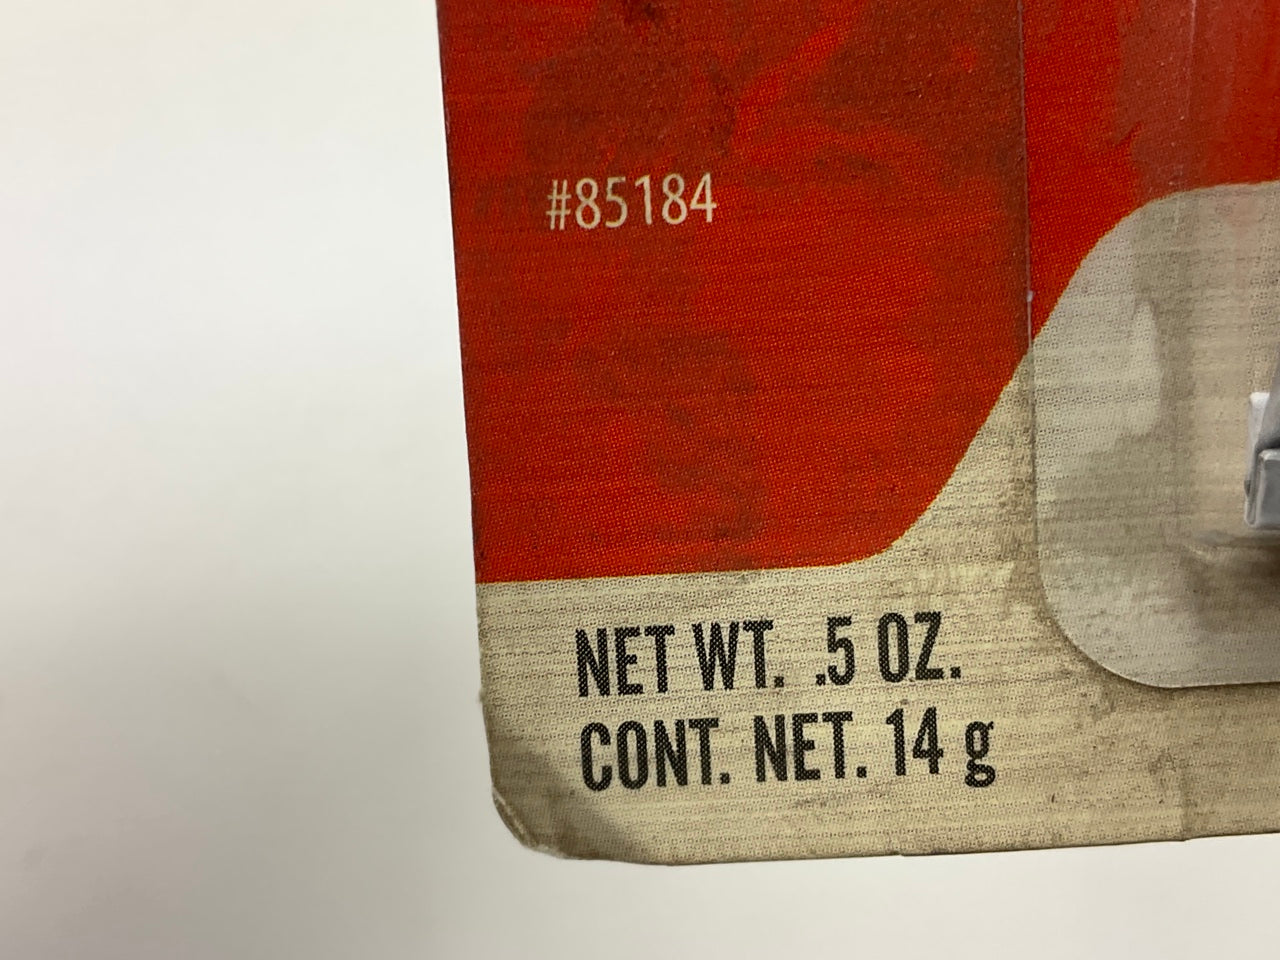 #85184
NET WT. .5 OZ.
CONT. NET. 14 g